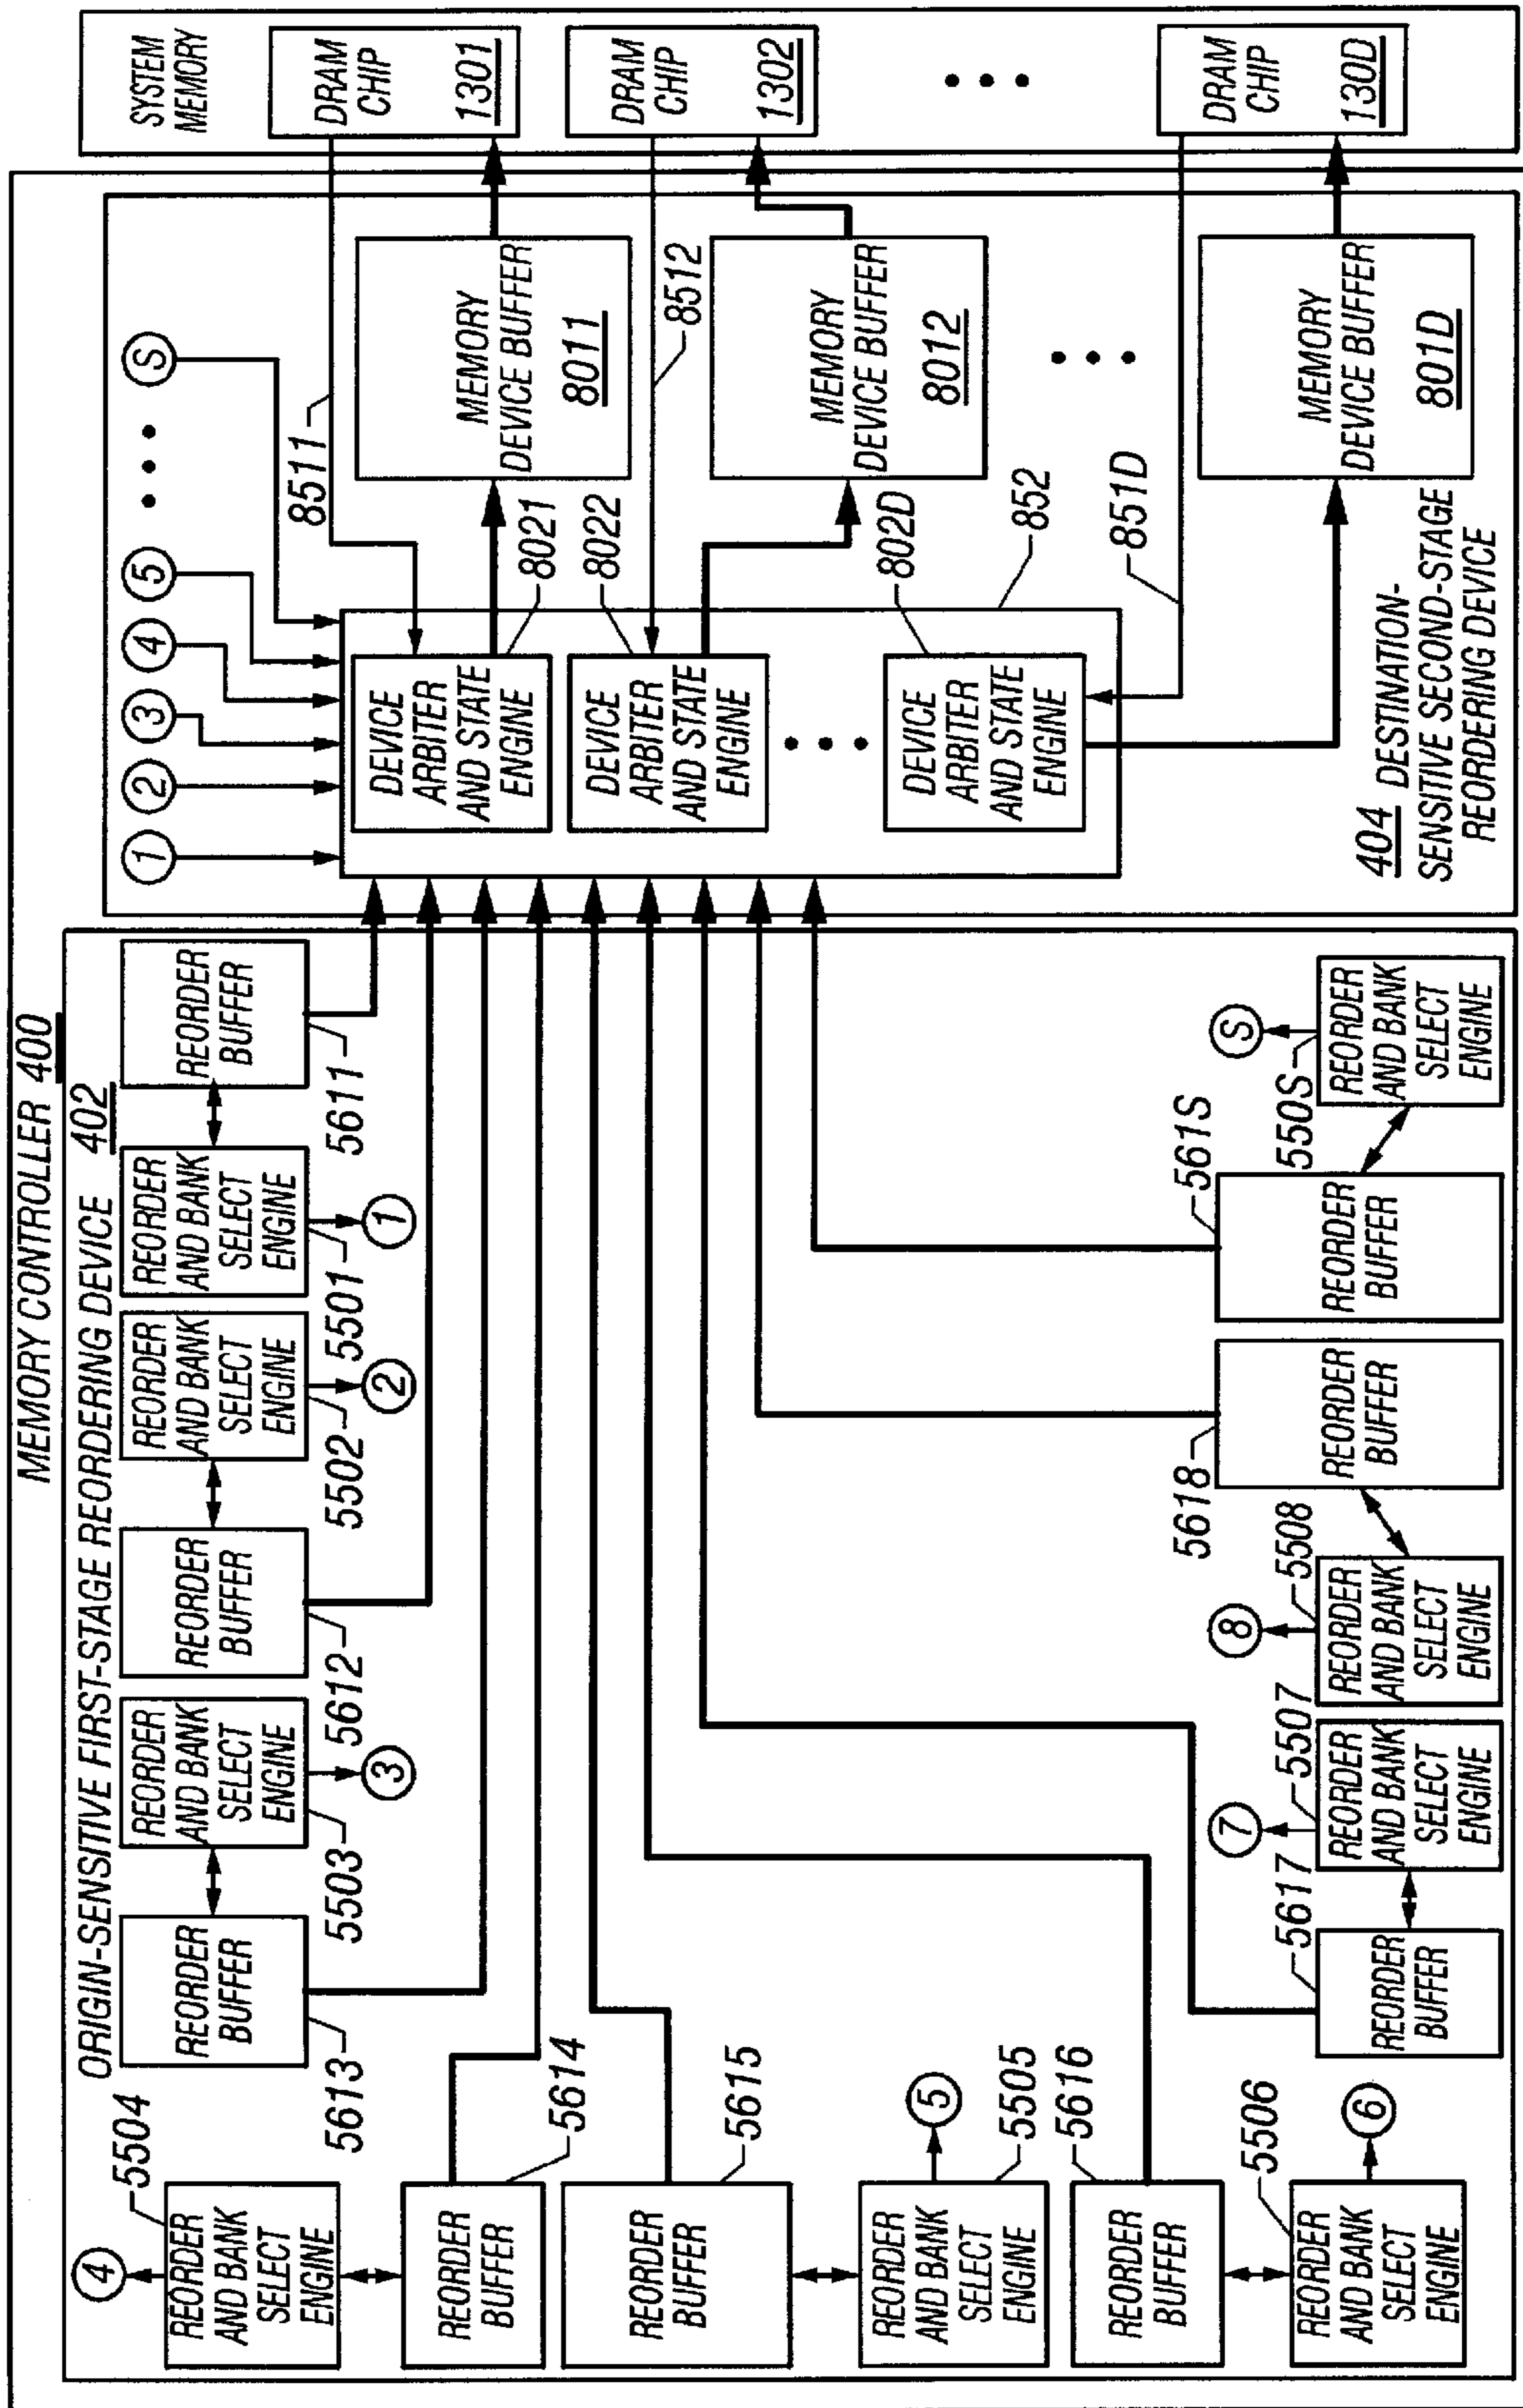 MEMORY CONTROLLER 400
ORIGIN-SENSITIVE FIRST-STAGE REORDERING DEVICE 402
4
5504
REORDER
AND BANK
SELECT
ENGINE
REORDER
BUFFER
5614
REORDER
BUFFER
5615
5
REORDER
AND BANK
SELECT
ENGINE
5505
REORDER
BUFFER
5616
REORDER
AND BANK
SELECT
ENGINE
5506
6
REORDER
BUFFER
5613
REORDER
AND BANK
SELECT
ENGINE
5503
3
REORDER
BUFFER
5612
REORDER
AND BANK
SELECT
ENGINE
5502
2
REORDER
AND BANK
SELECT
ENGINE
5501
1
REORDER
BUFFER
5611
5617
REORDER
BUFFER
7
5507
REORDER
AND BANK
SELECT
ENGINE
8
5508
REORDER
AND BANK
SELECT
ENGINE
5618
REORDER
BUFFER
561S
REORDER
BUFFER
S
550S
REORDER
AND BANK
SELECT
ENGINE
1
2
3
4
5
• • •
S
8511
DEVICE
ARBITER
AND STATE
ENGINE
8021
DEVICE
ARBITER
AND STATE
ENGINE
8022
• • •
DEVICE
ARBITER
AND STATE
ENGINE
802D
852
851D
8512
MEMORY
DEVICE BUFFER
8011
MEMORY
DEVICE BUFFER
8012
• • •
MEMORY
DEVICE BUFFER
801D
404 DESTINATION-
SENSITIVE SECOND-STAGE
REORDERING DEVICE
SYSTEM
MEMORY
DRAM
CHIP
1301
DRAM
CHIP
1302
• • •
DRAM
CHIP
130D